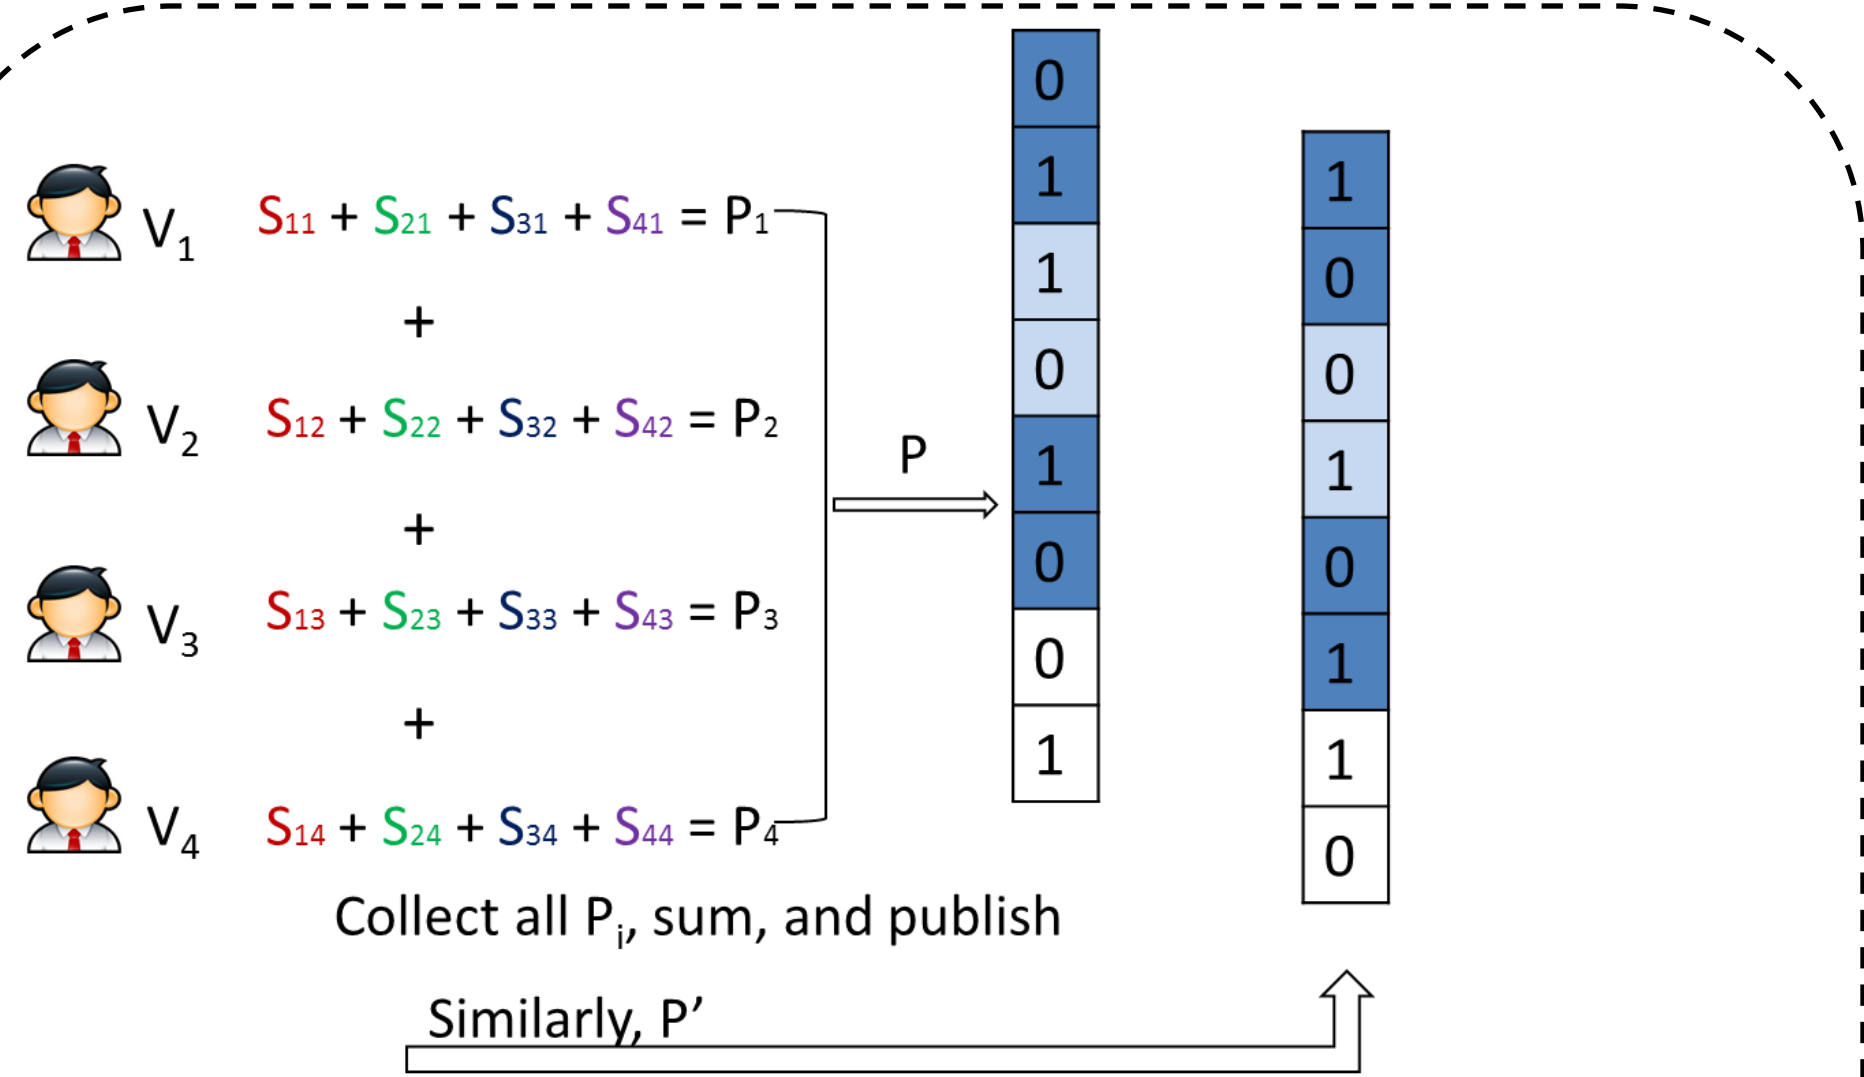 V1 S11 + S21 + S31 + S41 = P1
+
V2 S12 + S22 + S32 + S42 = P2
+
V3 S13 + S23 + S33 + S43 = P3
+
V4 S14 + S24 + S34 + S44 = P4
Collect all Pi, sum, and publish
Similarly, P’
P
0
1
1
0
1
0
0
1
1
0
0
1
0
1
1
0